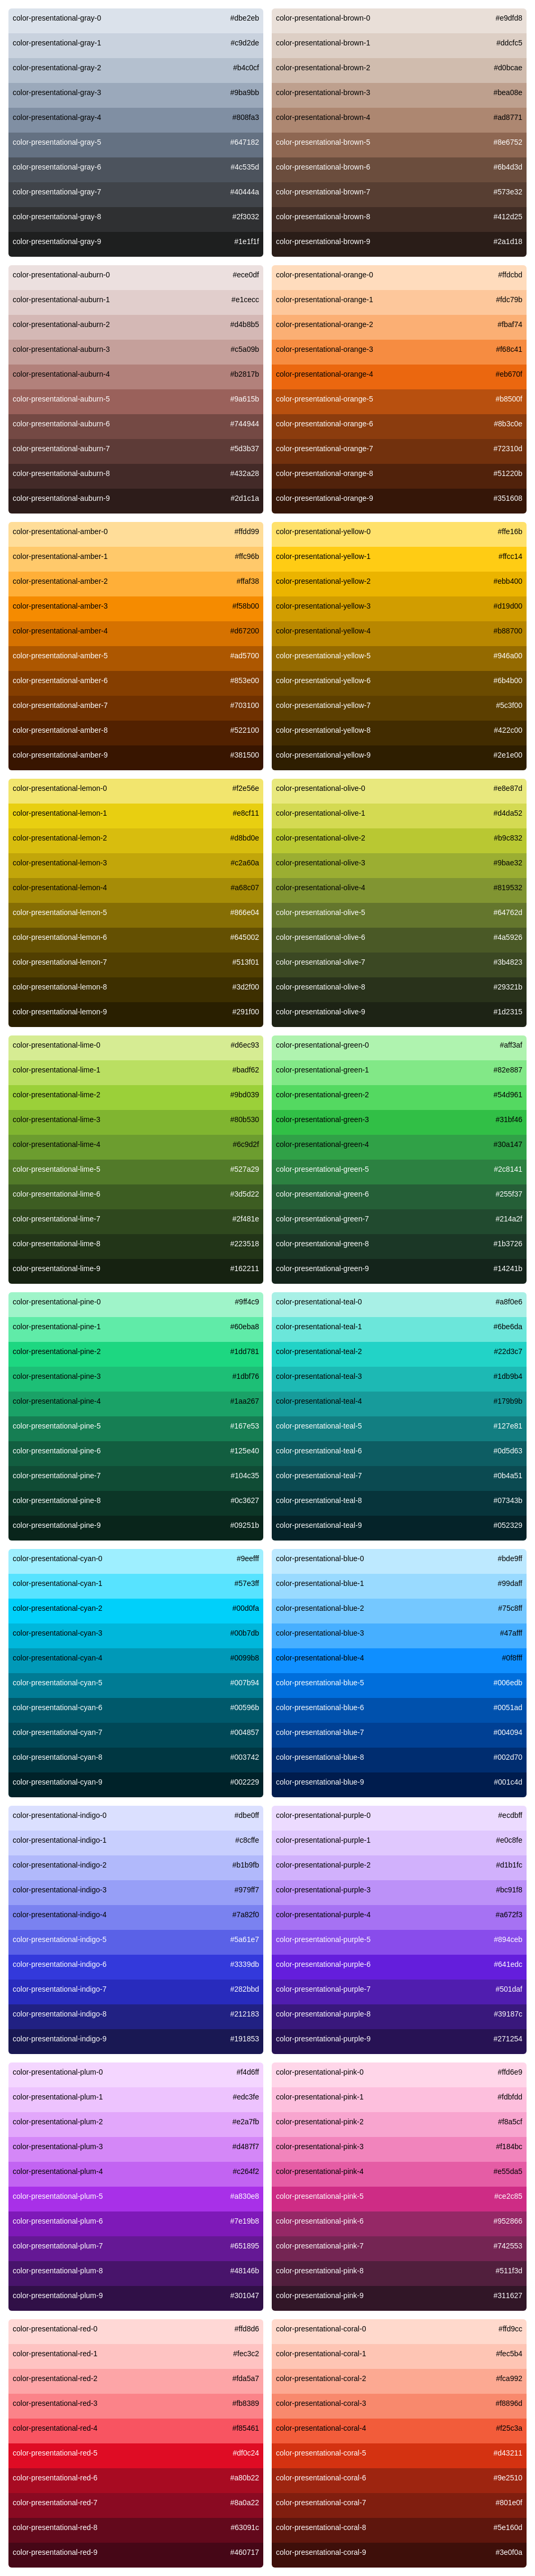 color-presentational-gray-0 #dbe2eb
color-presentational-gray-1 #c9d2de
color-presentational-gray-2 #b4c0cf
color-presentational-gray-3 #9ba9bb
color-presentational-gray-4 #808fa3
color-presentational-gray-5 #647182
color-presentational-gray-6 #4c535d
color-presentational-gray-7 #40444a
color-presentational-gray-8 #2f3032
color-presentational-gray-9 #1e1f1f
color-presentational-brown-0 #e9dfd8
color-presentational-brown-1 #ddcfc5
color-presentational-brown-2 #d0bcae
color-presentational-brown-3 #bea08e
color-presentational-brown-4 #ad8771
color-presentational-brown-5 #8e6752
color-presentational-brown-6 #6b4d3d
color-presentational-brown-7 #573e32
color-presentational-brown-8 #412d25
color-presentational-brown-9 #2a1d18
color-presentational-auburn-0 #ece0df
color-presentational-auburn-1 #e1cecc
color-presentational-auburn-2 #d4b8b5
color-presentational-auburn-3 #c5a09b
color-presentational-auburn-4 #b2817b
color-presentational-auburn-5 #9a615b
color-presentational-auburn-6 #744944
color-presentational-auburn-7 #5d3b37
color-presentational-auburn-8 #432a28
color-presentational-auburn-9 #2d1c1a
color-presentational-orange-0 #ffdcbd
color-presentational-orange-1 #fdc79b
color-presentational-orange-2 #fbaf74
color-presentational-orange-3 #f68c41
color-presentational-orange-4 #eb670f
color-presentational-orange-5 #b8500f
color-presentational-orange-6 #8b3c0e
color-presentational-orange-7 #72310d
color-presentational-orange-8 #51220b
color-presentational-orange-9 #351608
color-presentational-amber-0 #ffdd99
color-presentational-amber-1 #ffc96b
color-presentational-amber-2 #ffaf38
color-presentational-amber-3 #f58b00
color-presentational-amber-4 #d67200
color-presentational-amber-5 #ad5700
color-presentational-amber-6 #853e00
color-presentational-amber-7 #703100
color-presentational-amber-8 #522100
color-presentational-amber-9 #381500
color-presentational-yellow-0 #ffe16b
color-presentational-yellow-1 #ffcc14
color-presentational-yellow-2 #ebb400
color-presentational-yellow-3 #d19d00
color-presentational-yellow-4 #b88700
color-presentational-yellow-5 #946a00
color-presentational-yellow-6 #6b4b00
color-presentational-yellow-7 #5c3f00
color-presentational-yellow-8 #422c00
color-presentational-yellow-9 #2e1e00
color-presentational-lemon-0 #f2e56e
color-presentational-lemon-1 #e8cf11
color-presentational-lemon-2 #d8bd0e
color-presentational-lemon-3 #c2a60a
color-presentational-lemon-4 #a68c07
color-presentational-lemon-5 #866e04
color-presentational-lemon-6 #645002
color-presentational-lemon-7 #513f01
color-presentational-lemon-8 #3d2f00
color-presentational-lemon-9 #291f00
color-presentational-olive-0 #e8e87d
color-presentational-olive-1 #d4da52
color-presentational-olive-2 #b9c832
color-presentational-olive-3 #9bae32
color-presentational-olive-4 #819532
color-presentational-olive-5 #64762d
color-presentational-olive-6 #4a5926
color-presentational-olive-7 #3b4823
color-presentational-olive-8 #29321b
color-presentational-olive-9 #1d2315
color-presentational-lime-0 #d6ec93
color-presentational-lime-1 #badf62
color-presentational-lime-2 #9bd039
color-presentational-lime-3 #80b530
color-presentational-lime-4 #6c9d2f
color-presentational-lime-5 #527a29
color-presentational-lime-6 #3d5d22
color-presentational-lime-7 #2f481e
color-presentational-lime-8 #223518
color-presentational-lime-9 #162211
color-presentational-green-0 #aff3af
color-presentational-green-1 #82e887
color-presentational-green-2 #54d961
color-presentational-green-3 #31bf46
color-presentational-green-4 #30a147
color-presentational-green-5 #2c8141
color-presentational-green-6 #255f37
color-presentational-green-7 #214a2f
color-presentational-green-8 #1b3726
color-presentational-green-9 #14241b
color-presentational-pine-0 #9ff4c9
color-presentational-pine-1 #60eba8
color-presentational-pine-2 #1dd781
color-presentational-pine-3 #1dbf76
color-presentational-pine-4 #1aa267
color-presentational-pine-5 #167e53
color-presentational-pine-6 #125e40
color-presentational-pine-7 #104c35
color-presentational-pine-8 #0c3627
color-presentational-pine-9 #09251b
color-presentational-teal-0 #a8f0e6
color-presentational-teal-1 #6be6da
color-presentational-teal-2 #22d3c7
color-presentational-teal-3 #1db9b4
color-presentational-teal-4 #179b9b
color-presentational-teal-5 #127e81
color-presentational-teal-6 #0d5d63
color-presentational-teal-7 #0b4a51
color-presentational-teal-8 #07343b
color-presentational-teal-9 #052329
color-presentational-cyan-0 #9eefff
color-presentational-cyan-1 #57e3ff
color-presentational-cyan-2 #00d0fa
color-presentational-cyan-3 #00b7db
color-presentational-cyan-4 #0099b8
color-presentational-cyan-5 #007b94
color-presentational-cyan-6 #00596b
color-presentational-cyan-7 #004857
color-presentational-cyan-8 #003742
color-presentational-cyan-9 #002229
color-presentational-blue-0 #bde9ff
color-presentational-blue-1 #99daff
color-presentational-blue-2 #75c8ff
color-presentational-blue-3 #47afff
color-presentational-blue-4 #0f8fff
color-presentational-blue-5 #006edb
color-presentational-blue-6 #0051ad
color-presentational-blue-7 #004094
color-presentational-blue-8 #002d70
color-presentational-blue-9 #001c4d
color-presentational-indigo-0 #dbe0ff
color-presentational-indigo-1 #c8cffe
color-presentational-indigo-2 #b1b9fb
color-presentational-indigo-3 #979ff7
color-presentational-indigo-4 #7a82f0
color-presentational-indigo-5 #5a61e7
color-presentational-indigo-6 #3339db
color-presentational-indigo-7 #282bbd
color-presentational-indigo-8 #212183
color-presentational-indigo-9 #191853
color-presentational-purple-0 #ecdbff
color-presentational-purple-1 #e0c8fe
color-presentational-purple-2 #d1b1fc
color-presentational-purple-3 #bc91f8
color-presentational-purple-4 #a672f3
color-presentational-purple-5 #894ceb
color-presentational-purple-6 #641edc
color-presentational-purple-7 #501daf
color-presentational-purple-8 #39187c
color-presentational-purple-9 #271254
color-presentational-plum-0 #f4d6ff
color-presentational-plum-1 #edc3fe
color-presentational-plum-2 #e2a7fb
color-presentational-plum-3 #d487f7
color-presentational-plum-4 #c264f2
color-presentational-plum-5 #a830e8
color-presentational-plum-6 #7e19b8
color-presentational-plum-7 #651895
color-presentational-plum-8 #48146b
color-presentational-plum-9 #301047
color-presentational-pink-0 #ffd6e9
color-presentational-pink-1 #fdbfdd
color-presentational-pink-2 #f8a5cf
color-presentational-pink-3 #f184bc
color-presentational-pink-4 #e55da5
color-presentational-pink-5 #ce2c85
color-presentational-pink-6 #952866
color-presentational-pink-7 #742553
color-presentational-pink-8 #511f3d
color-presentational-pink-9 #311627
color-presentational-red-0 #ffd8d6
color-presentational-red-1 #fec3c2
color-presentational-red-2 #fda5a7
color-presentational-red-3 #fb8389
color-presentational-red-4 #f85461
color-presentational-red-5 #df0c24
color-presentational-red-6 #a80b22
color-presentational-red-7 #8a0a22
color-presentational-red-8 #63091c
color-presentational-red-9 #460717
color-presentational-coral-0 #ffd9cc
color-presentational-coral-1 #fec5b4
color-presentational-coral-2 #fca992
color-presentational-coral-3 #f8896d
color-presentational-coral-4 #f25c3a
color-presentational-coral-5 #d43211
color-presentational-coral-6 #9e2510
color-presentational-coral-7 #801e0f
color-presentational-coral-8 #5e160d
color-presentational-coral-9 #3e0f0a